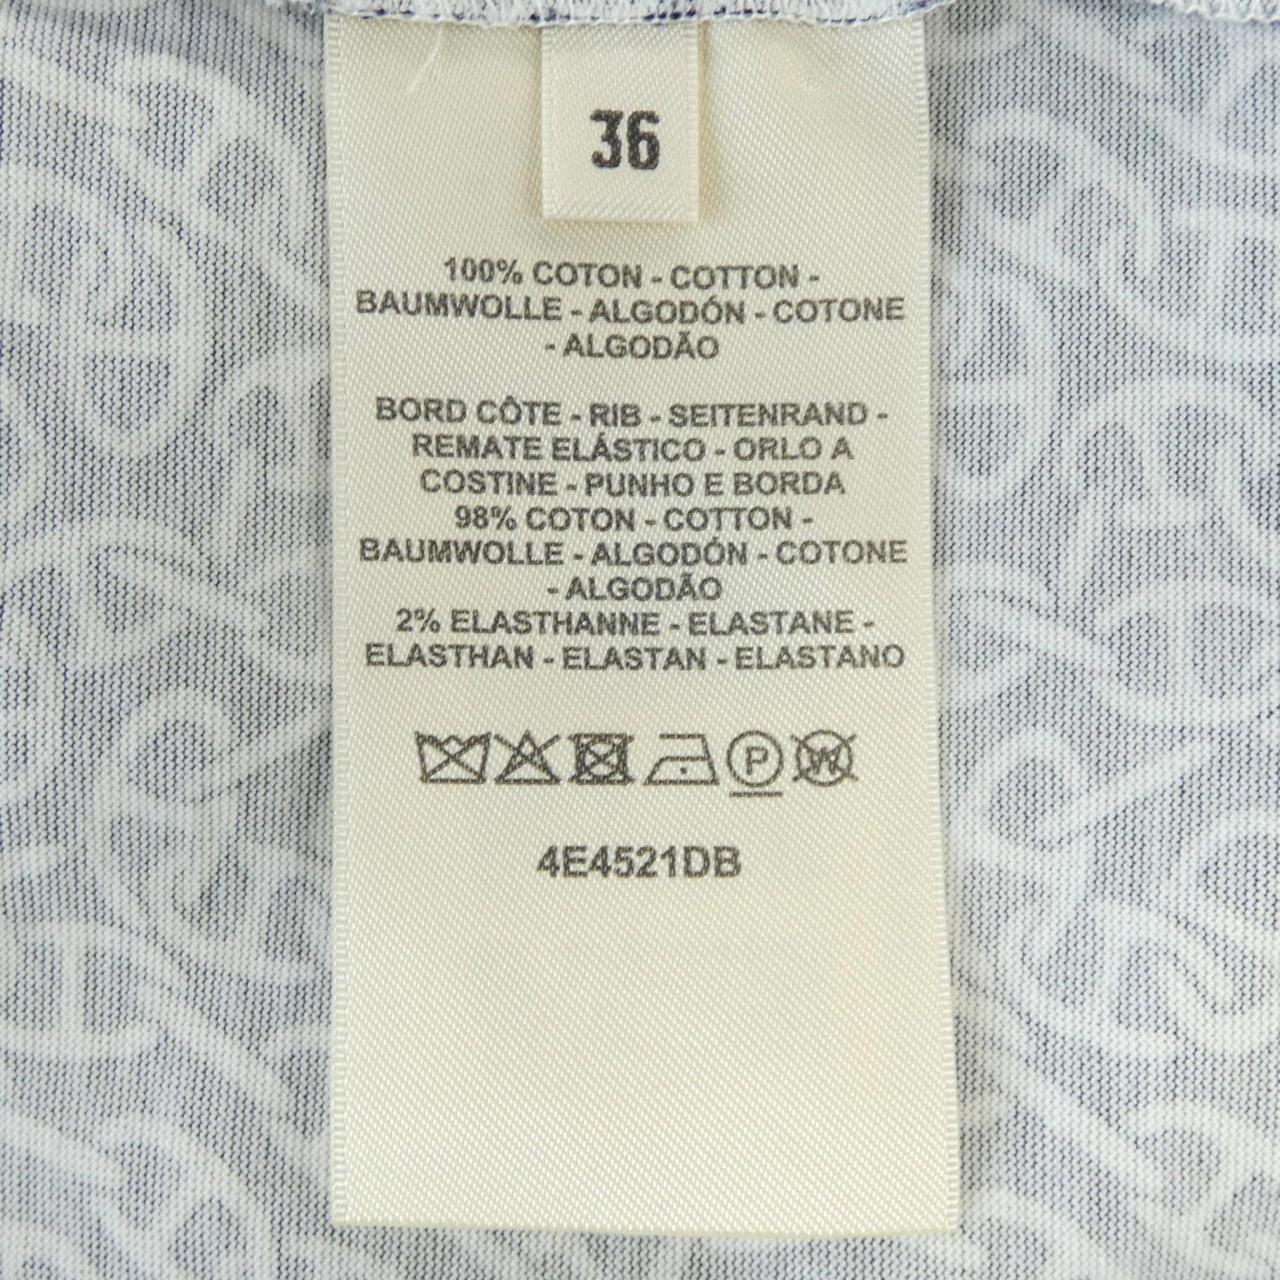 36
100% COTON - COTTON -
BAUMWOLLE - ALGODÓN - COTONE
- ALGODÃO
BORD CÔTE - RIB - SEITENRAND -
REMATE ELÁSTICO - ORLO A
COSTINE - PUNHO E BORDA
98% COTON - COTTON -
BAUMWOLLE - ALGODÓN - COTONE
- ALGODÃO
2% ELASTHANNE - ELASTANE -
ELASTHAN - ELASTAN - ELASTANO
P W
4E4521DB